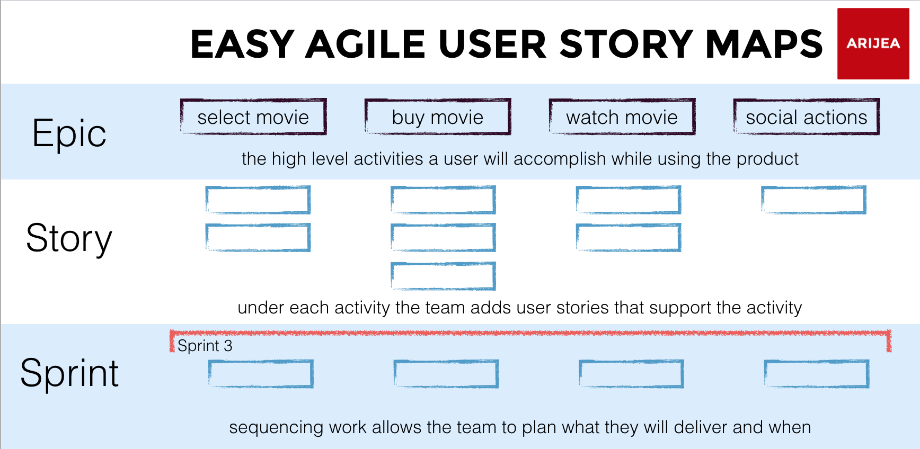 EASY AGILE USER STORY MAPS
ARIJEA
Epic
select movie
buy movie
watch movie
social actions
the high level activities a user will accomplish while using the product
Story
under each activity the team adds user stories that support the activity
Sprint 3
Sprint
sequencing work allows the team to plan what they will deliver and when